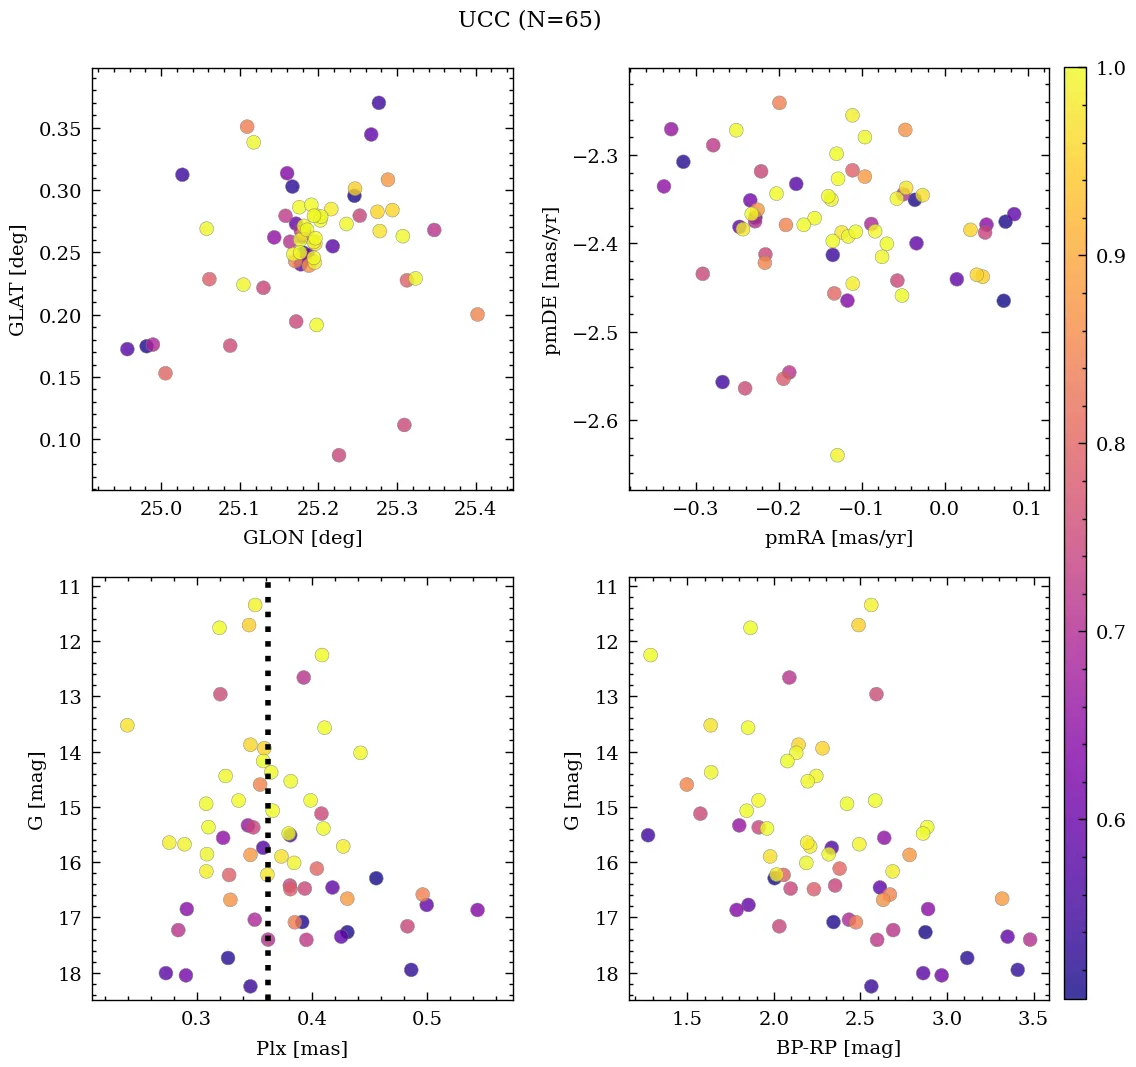 UCC (N=65)
0.35
0.30
0.25
0.20
0.15
0.10
GLAT [deg]
25.0 25.1 25.2 25.3 25.4
GLON [deg]
−2.3
−2.4
−2.5
−2.6
pmDE [mas/yr]
−0.3 −0.2 −0.1 0.0 0.1
pmRA [mas/yr]
1.0
0.9
0.8
0.7
0.6
11
12
13
14
15
16
17
18
G [mag]
0.3 0.4 0.5
Plx [mas]
11
12
13
14
15
16
17
18
G [mag]
1.5 2.0 2.5 3.0 3.5
BP-RP [mag]